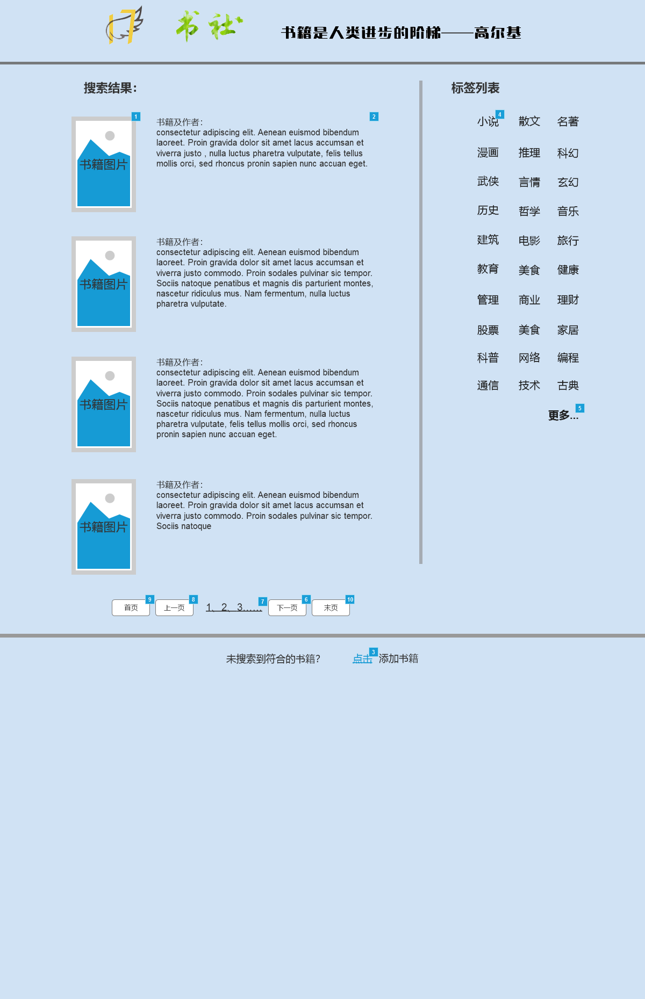 17 书社
书籍是人类进步的阶梯——高尔基
搜索结果：
1
2
书籍图片
书籍及作者：
consectetur adipiscing elit. Aenean euismod bibendum
laoreet. Proin gravida dolor sit amet lacus accumsan et
viverra justo , nulla luctus pharetra vulputate, felis tellus
mollis orci, sed rhoncus pronin sapien nunc accuan eget.
书籍图片
书籍及作者：
consectetur adipiscing elit. Aenean euismod bibendum
laoreet. Proin gravida dolor sit amet lacus accumsan et
viverra justo commodo. Proin sodales pulvinar sic tempor.
Sociis natoque penatibus et magnis dis parturient montes,
nascetur ridiculus mus. Nam fermentum, nulla luctus
pharetra vulputate.
书籍图片
书籍及作者：
consectetur adipiscing elit. Aenean euismod bibendum
laoreet. Proin gravida dolor sit amet lacus accumsan et
viverra justo commodo. Proin sodales pulvinar sic tempor.
Sociis natoque penatibus et magnis dis parturient montes,
nascetur ridiculus mus. Nam fermentum, nulla luctus
pharetra vulputate, felis tellus mollis orci, sed rhoncus
pronin sapien nunc accuan eget.
书籍图片
书籍及作者：
consectetur adipiscing elit. Aenean euismod bibendum
laoreet. Proin gravida dolor sit amet lacus accumsan et
viverra justo commodo. Proin sodales pulvinar sic tempor.
Sociis natoque
标签列表
4
小说 散文 名著
漫画 推理 科幻
武侠 言情 玄幻
历史 哲学 音乐
建筑 电影 旅行
教育 美食 健康
管理 商业 理财
股票 美食 家居
科普 网络 编程
通信 技术 古典
更多... 5
9 8 7 6 10
首页 上一页 1、2、3…… 下一页 末页
3
未搜索到符合的书籍？ 点击 添加书籍